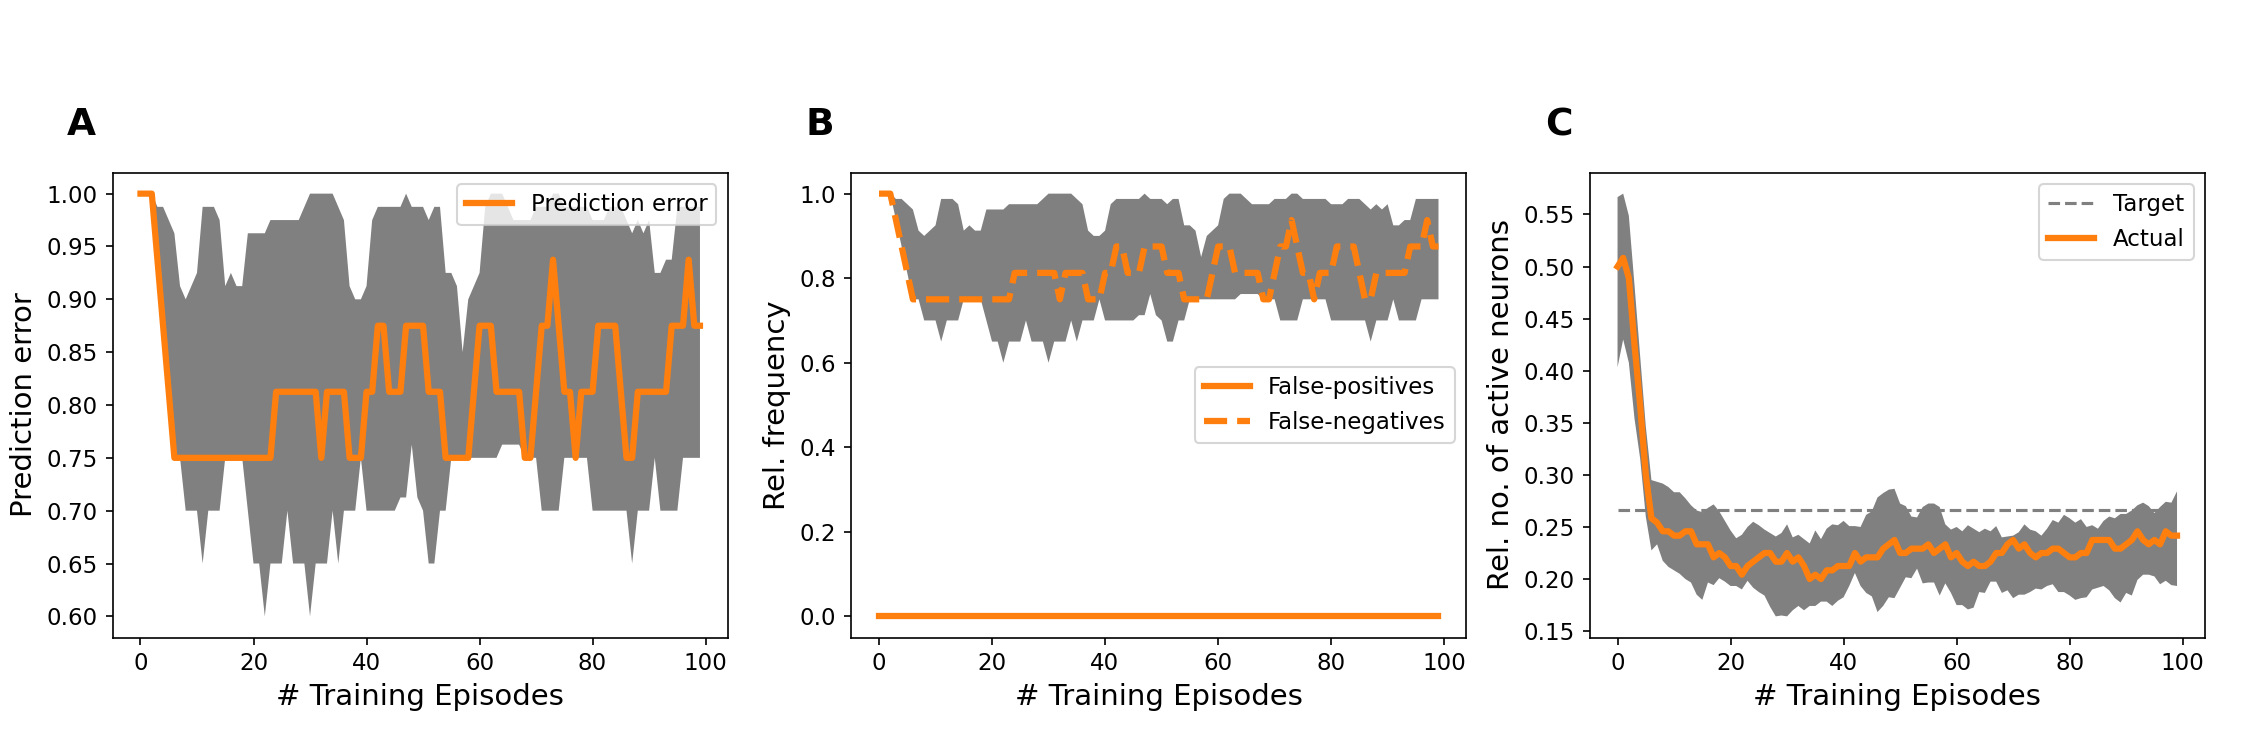 A
B
C
Prediction error
1.00
0.95
0.90
0.85
0.80
0.75
0.70
0.65
0.60
Prediction error
0 20 40 60 80 100
# Training Episodes
Rel. frequency
1.0
0.8
0.6
0.4
0.2
0.0
False-positives
False-negatives
0 20 40 60 80 100
# Training Episodes
Rel. no. of active neurons
0.55
0.50
0.45
0.40
0.35
0.30
0.25
0.20
0.15
Target
Actual
0 20 40 60 80 100
# Training Episodes